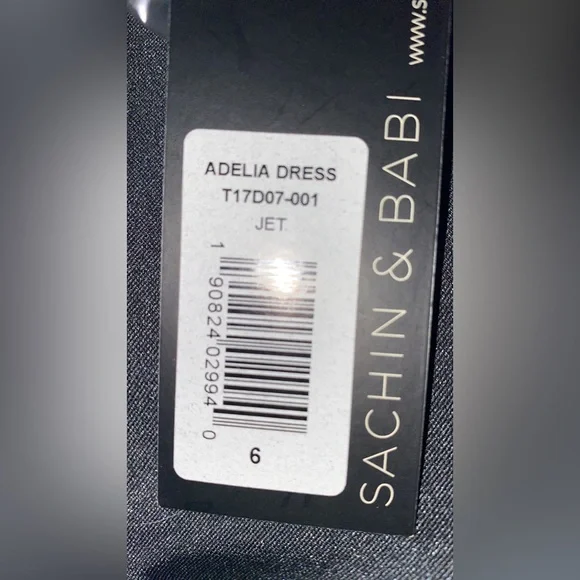 ADELIA DRESS
T17D07-001
JET
1 90824 02994 0
6
SACHIN & BABI
www.s